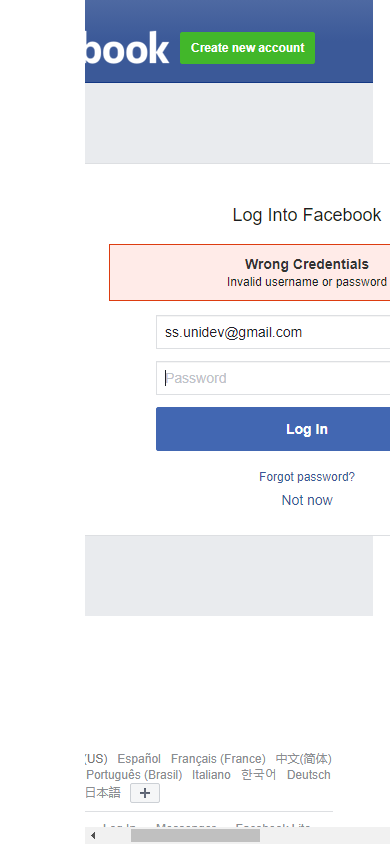 book Create new account
Log Into Facebook
Wrong Credentials
Invalid username or password
ss.unidev@gmail.com
Password
Log In
Forgot password?
Not now
(US) Español Français (France) 中文(简体)
Português (Brasil) Italiano 한국어 Deutsch
日本語
Log In Messenger Facebook Lite